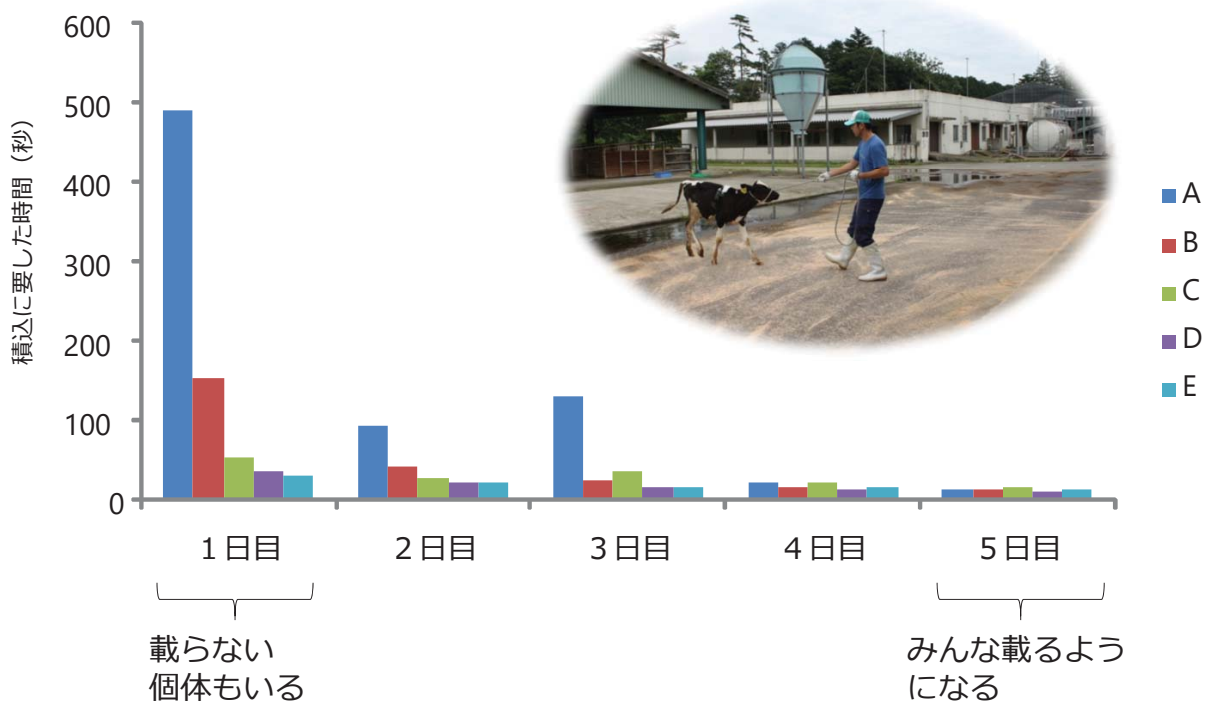 600
500
400
300
200
100
0
積込に要した時間（秒）
A
B
C
D
E
1日目
2日目
3日目
4日目
5日目
載らない
個体もいる
みんな載るよう
になる